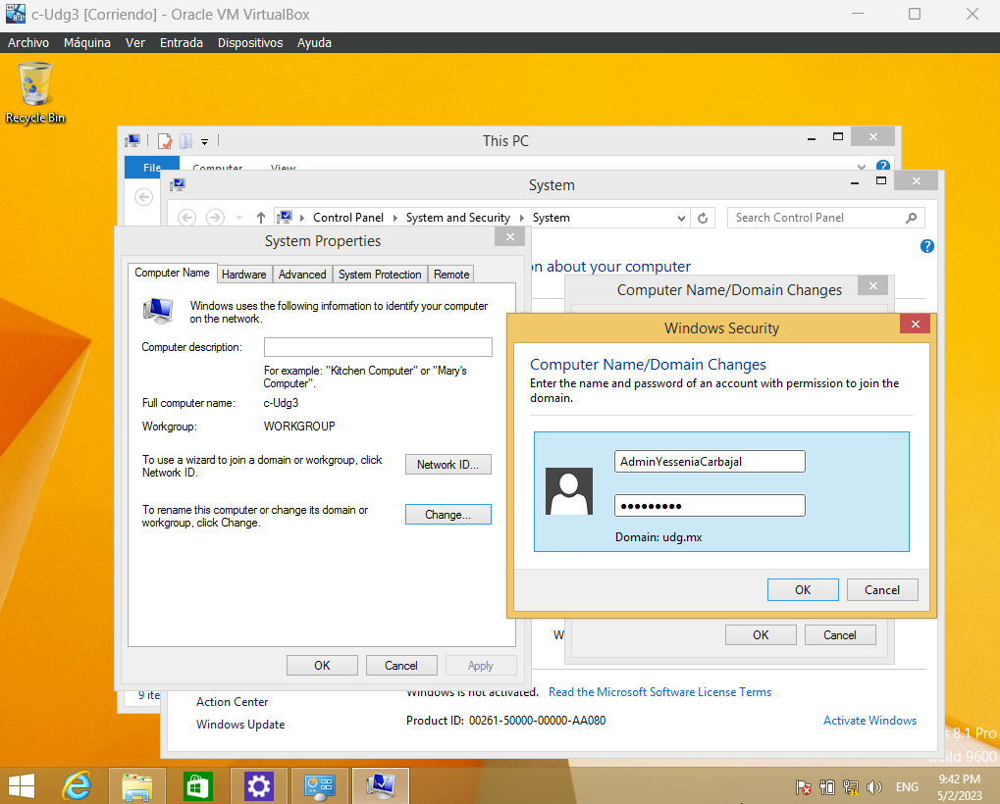 c-Udg3 [Corriendo] - Oracle VM VirtualBox
Archivo Máquina Ver Entrada Dispositivos Ayuda
Recycle Bin
This PC
File Computer View
System
Control Panel System and Security System Search Control Panel
System Properties
on about your computer
Computer Name Hardware Advanced System Protection Remote
Computer Name/Domain Changes
Windows uses the following information to identify your computer
on the network.
Computer description:
For example: "Kitchen Computer" or "Mary's
Computer".
Full computer name: c-Udg3
Workgroup: WORKGROUP
To use a wizard to join a domain or workgroup, click
Network ID.
Network ID...
To rename this computer or change its domain or
workgroup, click Change.
Change...
OK Cancel Apply
Windows Security
Computer Name/Domain Changes
Enter the name and password of an account with permission to join the
domain.
AdminYesseniaCarbajal
●●●●●●●●●
Domain: udg.mx
OK Cancel
W
OK Cancel
9 ite
Action Center
Windows Update
Windows is not activated. Read the Microsoft Software License Terms
Product ID: 00261-50000-00000-AA080 Activate Windows
s 8.1 Pro
Build 9600
ENG
9:42 PM
5/2/2023